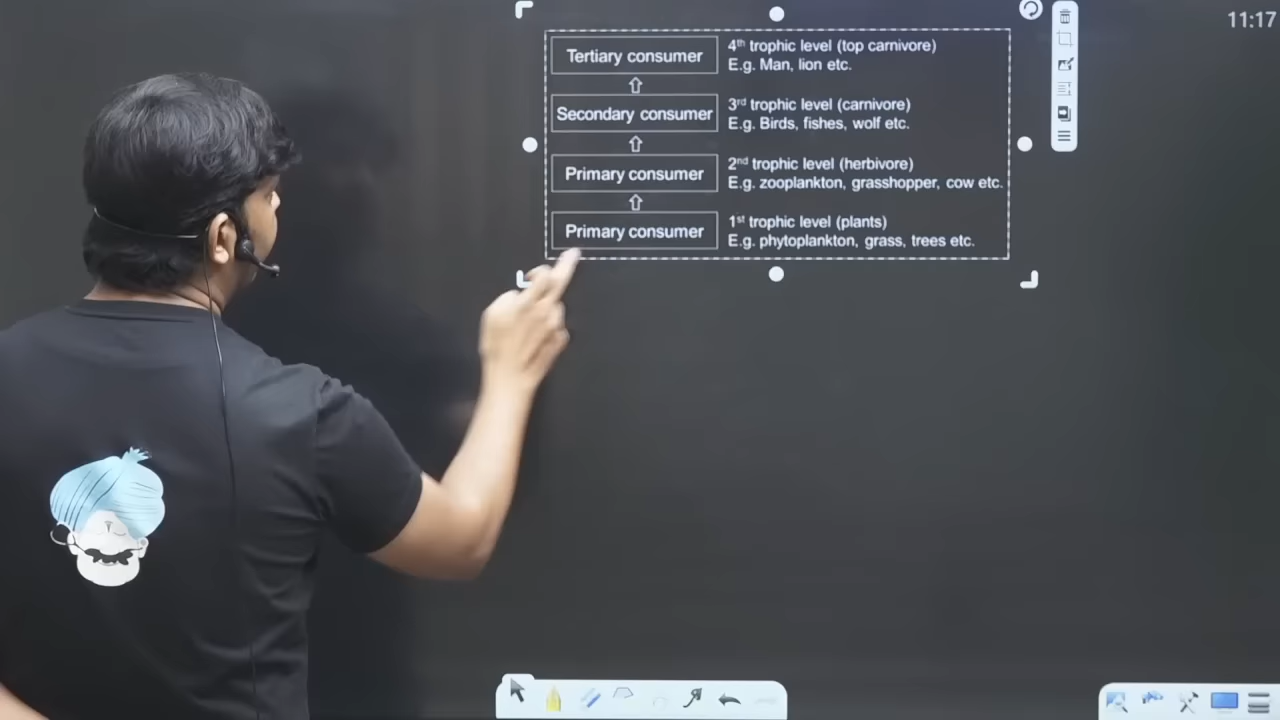 11:17
Tertiary consumer
4th trophic level (top carnivore)
E.g. Man, lion etc.
Secondary consumer
3rd trophic level (carnivore)
E.g. Birds, fishes, wolf etc.
Primary consumer
2nd trophic level (herbivore)
E.g. zooplankton, grasshopper, cow etc.
Primary consumer
1st trophic level (plants)
E.g. phytoplankton, grass, trees etc.